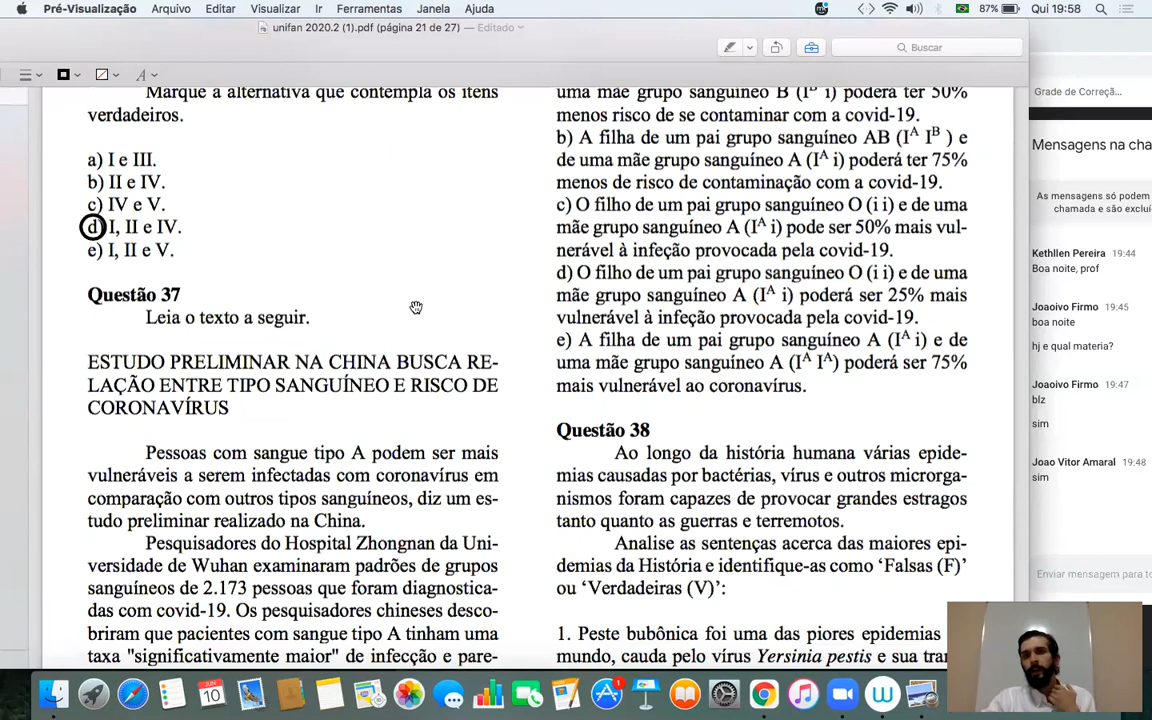 Pré-Visualização Arquivo Editar Visualizar Ir Ferramentas Janela Ajuda
87% Qui 19:58
unifan 2020.2 (1).pdf (página 21 de 27) — Editado
Buscar
Marque a alternativa que contempla os itens
verdadeiros.
a) I e III.
b) II e IV.
c) IV e V.
d) I, II e IV.
e) I, II e V.
Questão 37
Leia o texto a seguir.
ESTUDO PRELIMINAR NA CHINA BUSCA RE-
LAÇÃO ENTRE TIPO SANGUÍNEO E RISCO DE
CORONAVÍRUS
Pessoas com sangue tipo A podem ser mais
vulneráveis a serem infectadas com coronavírus em
comparação com outros tipos sanguíneos, diz um es-
tudo preliminar realizado na China.
Pesquisadores do Hospital Zhongnan da Uni-
versidade de Wuhan examinaram padrões de grupos
sanguíneos de 2.173 pessoas que foram diagnostica-
das com covid-19. Os pesquisadores chineses desco-
briram que pacientes com sangue tipo A tinham uma
taxa "significativamente maior" de infecção e pare-
uma mãe grupo sanguíneo B (I^B i) poderá ter 50%
menos risco de se contaminar com a covid-19.
b) A filha de um pai grupo sanguíneo AB (I^A I^B ) e
de uma mãe grupo sanguíneo A (I^A i) poderá ter 75%
menos de risco de contaminação com a covid-19.
c) O filho de um pai grupo sanguíneo O (i i) e de uma
mãe grupo sanguíneo A (I^A i) pode ser 50% mais vul-
nerável à infeção provocada pela covid-19.
d) O filho de um pai grupo sanguíneo O (i i) e de uma
mãe grupo sanguíneo A (I^A i) poderá ser 25% mais
vulnerável à infeção provocada pela covid-19.
e) A filha de um pai grupo sanguíneo A (I^A i) e de
uma mãe grupo sanguíneo A (I^A I^A) poderá ser 75%
mais vulnerável ao coronavírus.
Questão 38
Ao longo da história humana várias epide-
mias causadas por bactérias, vírus e outros microrga-
nismos foram capazes de provocar grandes estragos
tanto quanto as guerras e terremotos.
Analise as sentenças acerca das maiores epi-
demias da História e identifique-as como ‘Falsas (F)’
ou ‘Verdadeiras (V)’:
1. Peste bubônica foi uma das piores epidemias
mundo, cauda pelo vírus Yersinia pestis e sua tran
Grade de Correçã...
Mensagens na cha
As mensagens só podem
chamada e são excluí
Kethllen Pereira 19:44
Boa noite, prof
Joaoivo Firmo 19:45
boa noite
hj e qual materia?
Joaoivo Firmo 19:47
blz
sim
Joao Vitor Amaral 19:48
sim
Enviar mensagem para to
JUN
10
1